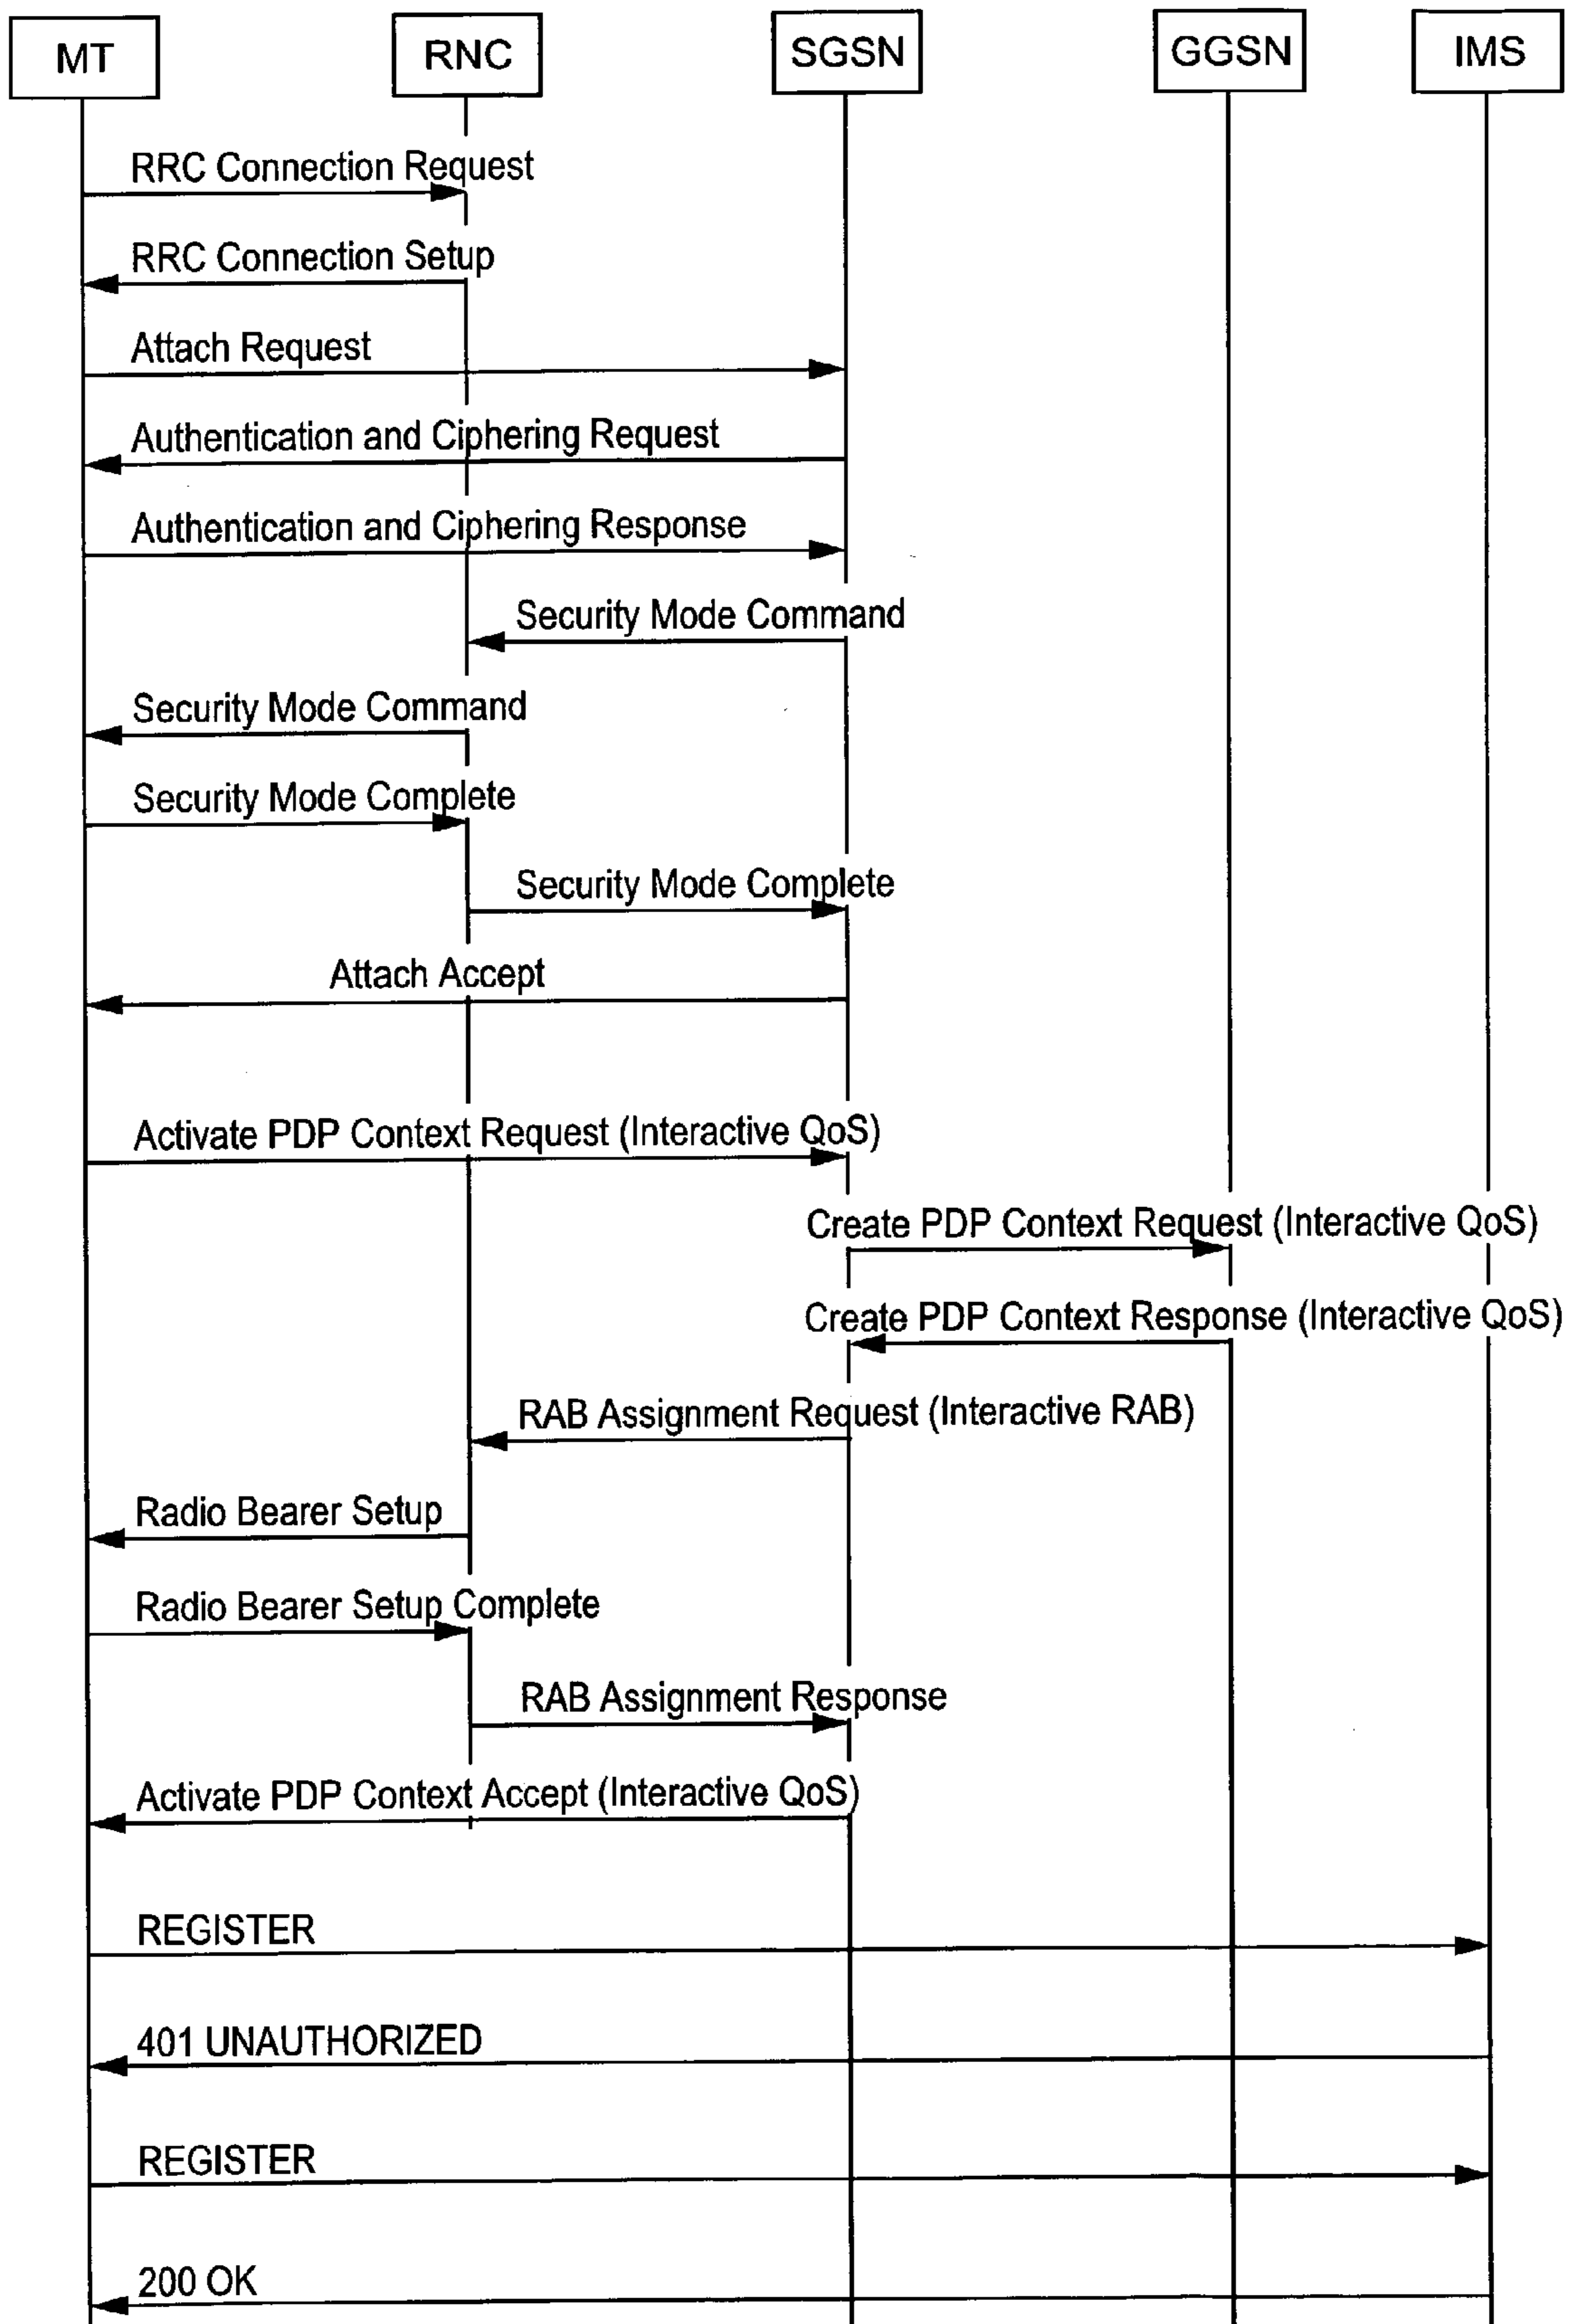 MT
RNC
SGSN
GGSN
IMS
RRC Connection Request
RRC Connection Setup
Attach Request
Authentication and Ciphering Request
Authentication and Ciphering Response
Security Mode Command
Security Mode Command
Security Mode Complete
Security Mode Complete
Attach Accept
Activate PDP Context Request (Interactive QoS)
Create PDP Context Request (Interactive QoS)
Create PDP Context Response (Interactive QoS)
RAB Assignment Request (Interactive RAB)
Radio Bearer Setup
Radio Bearer Setup Complete
RAB Assignment Response
Activate PDP Context Accept (Interactive QoS)
REGISTER
401 UNAUTHORIZED
REGISTER
200 OK